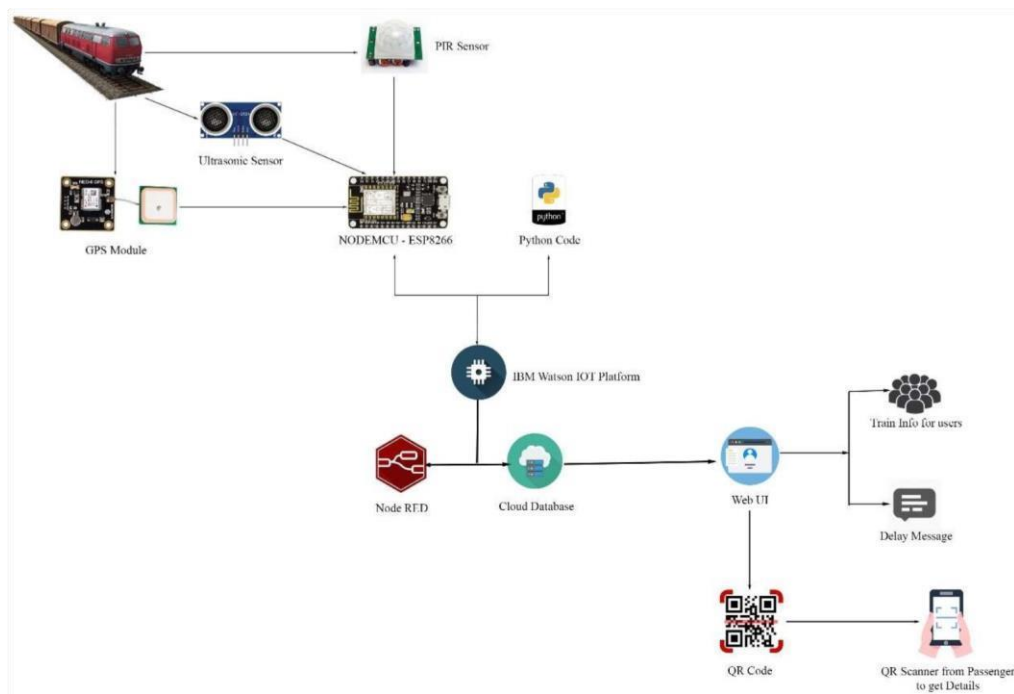 PIR Sensor
Ultrasonic Sensor
GPS Module
NODEMCU - ESP8266
python
Python Code
IBM Watson IOT Platform
Node RED
Cloud Database
Web UI
Train Info for users
Delay Message
QR Code
QR Scanner from Passenger
to get Details